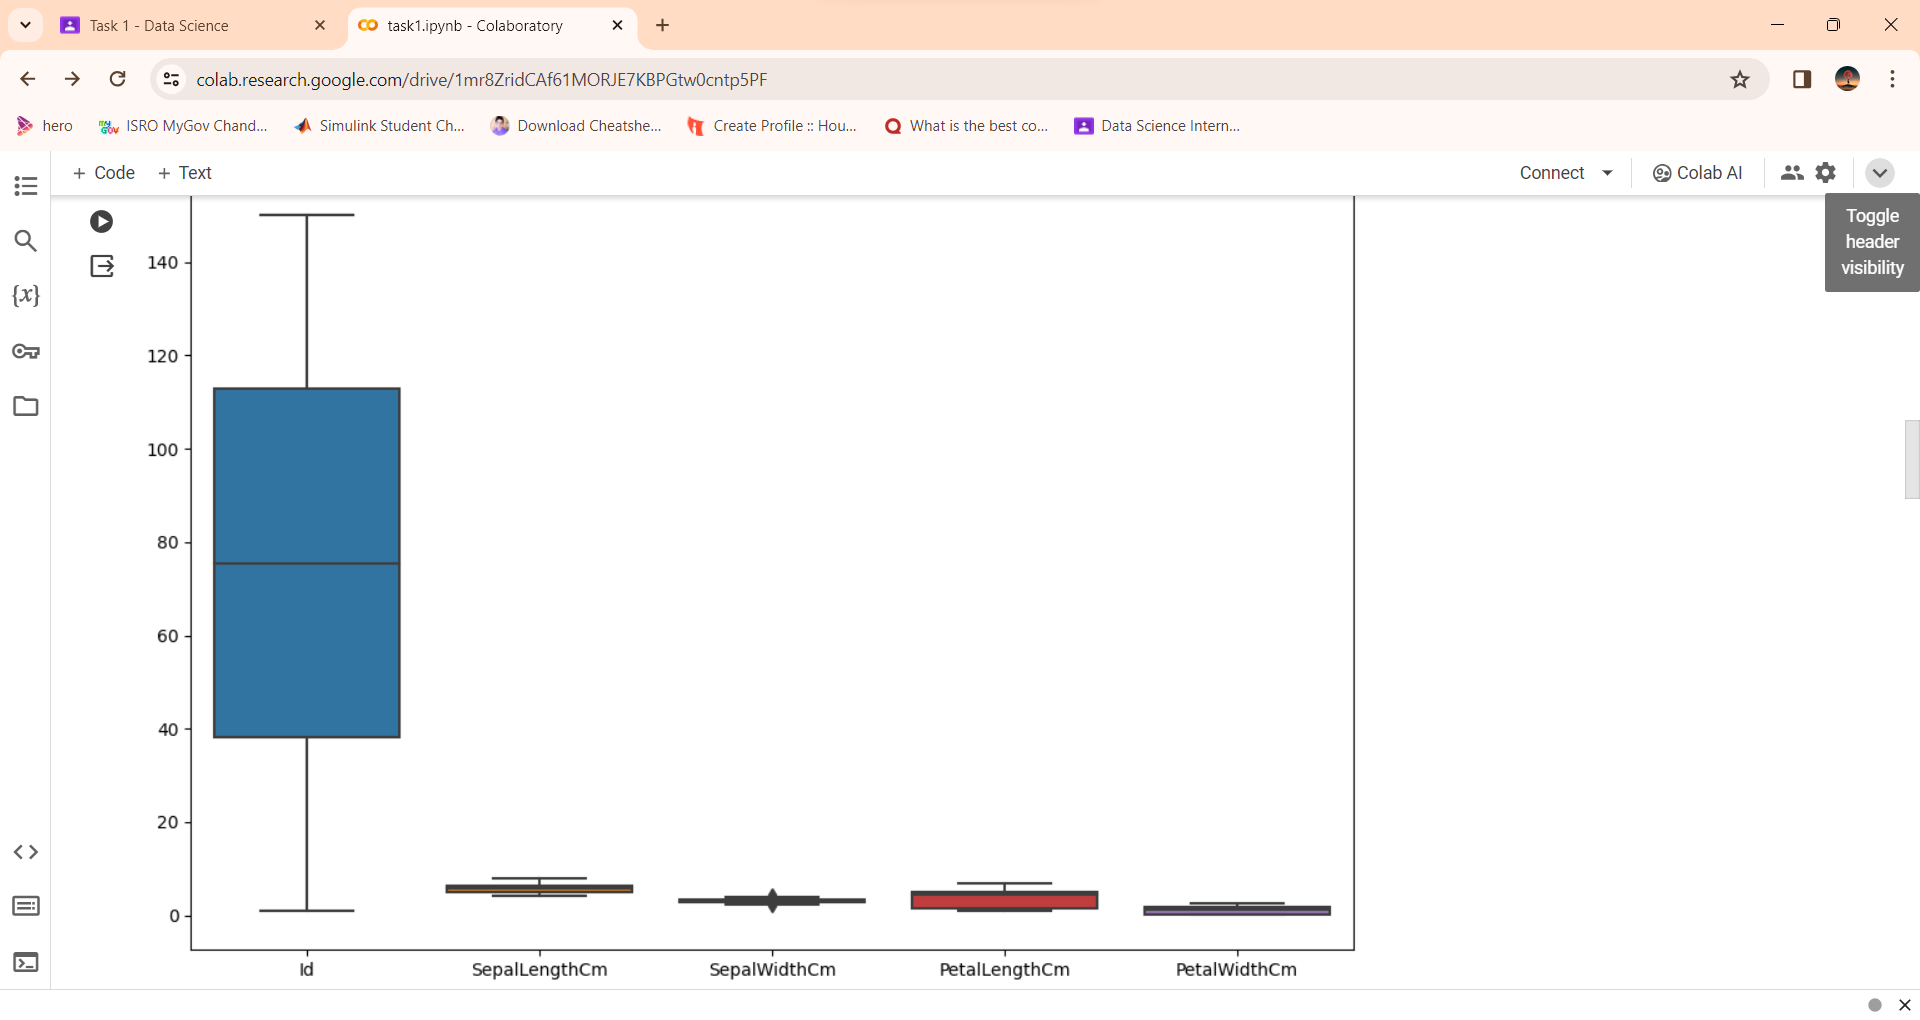 Task 1 - Data Science
task1.ipynb - Colaboratory
colab.research.google.com/drive/1mr8ZridCAf61MORJE7KBPGtw0cntp5PF
hero
ISRO MyGov Chand...
Simulink Student Ch...
Download Cheatshe...
Create Profile :: Hou...
What is the best co...
Data Science Intern...
+ Code + Text
Connect
Colab AI
Toggle
header
visibility
{x}
140
120
100
80
60
40
20
0
Id SepalLengthCm SepalWidthCm PetalLengthCm PetalWidthCm